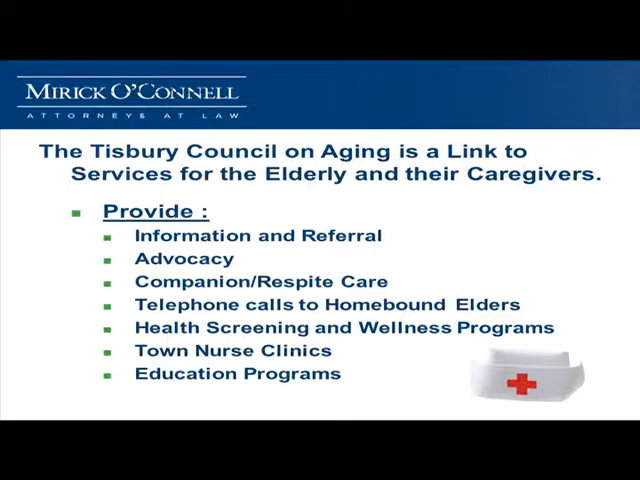 MIRICK O'CONNELL
ATTORNEYS AT LAW
The Tisbury Council on Aging is a Link to
Services for the Elderly and their Caregivers.
Provide :
Information and Referral
Advocacy
Companion/Respite Care
Telephone calls to Homebound Elders
Health Screening and Wellness Programs
Town Nurse Clinics
Education Programs